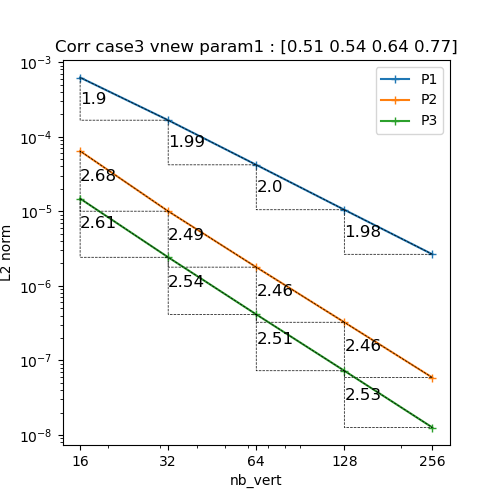 Corr case3 vnew param1 : [0.51 0.54 0.64 0.77]
P1
P2
P3
10⁻³
10⁻⁴
10⁻⁵
10⁻⁶
10⁻⁷
10⁻⁸
L2 norm
1.9
1.99
2.0
1.98
2.68
2.49
2.46
2.46
2.61
2.54
2.51
2.53
16 32 64 128 256
nb_vert